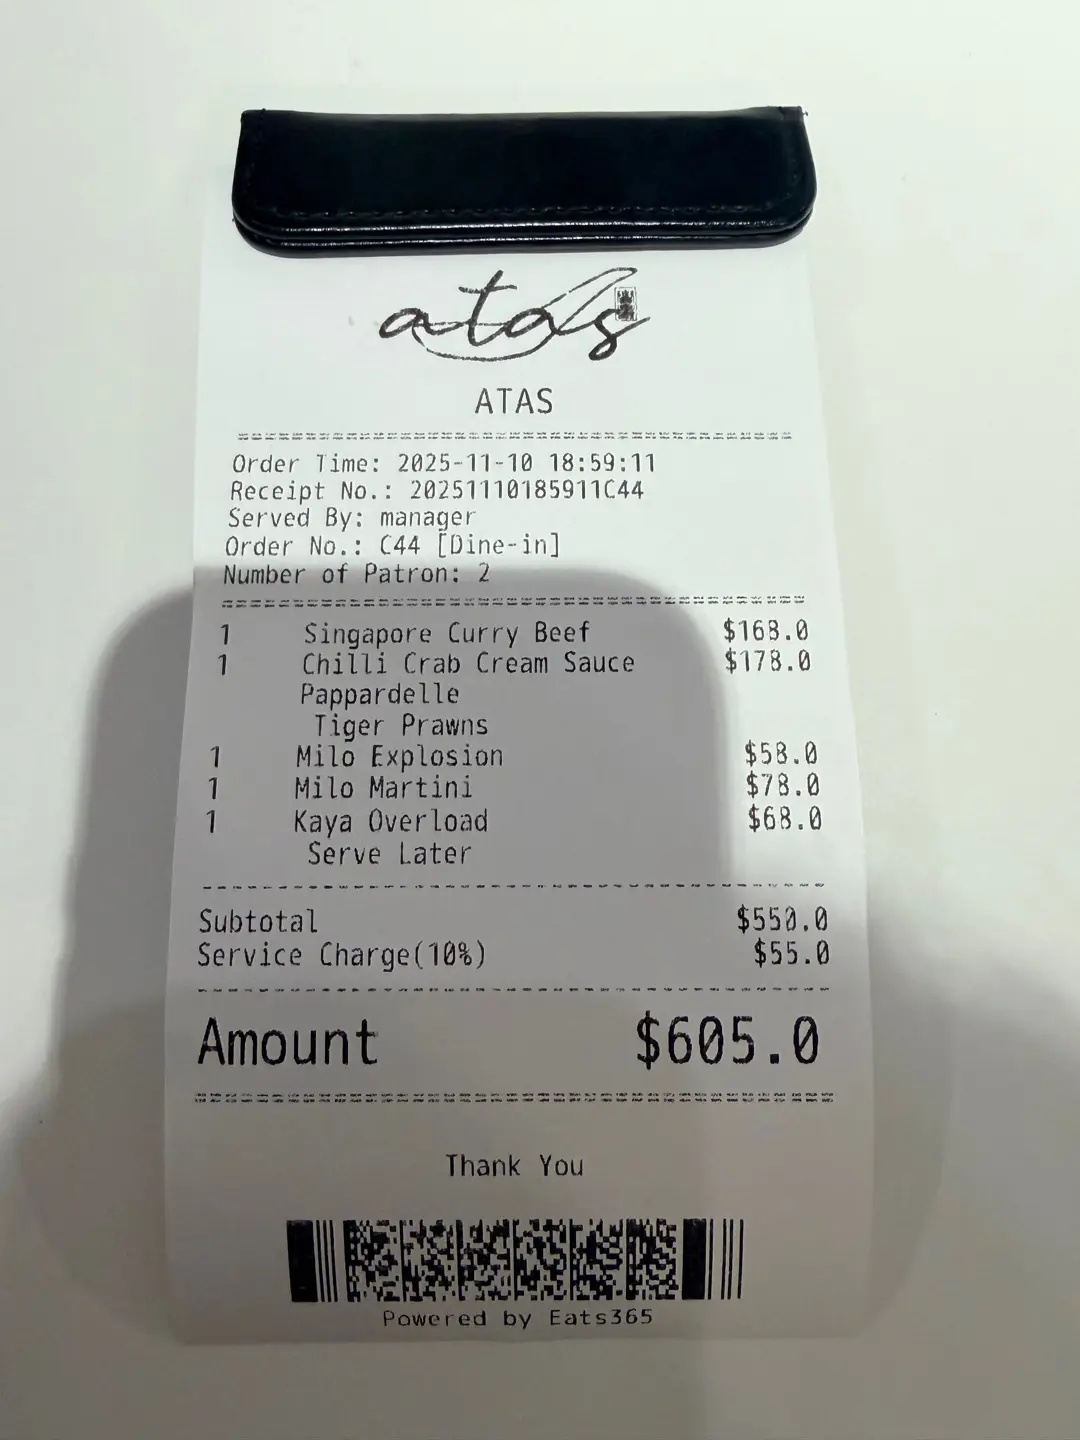 atas
ATAS
Order Time: 2025-11-10 18:59:11
Receipt No.: 20251110185911C44
Served By: manager
Order No.: C44 [Dine-in]
Number of Patron: 2
1 Singapore Curry Beef $168.0
1 Chilli Crab Cream Sauce $178.0
Pappardelle
Tiger Prawns
1 Milo Explosion $58.0
1 Milo Martini $78.0
1 Kaya Overload $68.0
Serve Later
Subtotal $550.0
Service Charge(10%) $55.0
Amount $605.0
Thank You
Powered by Eats365